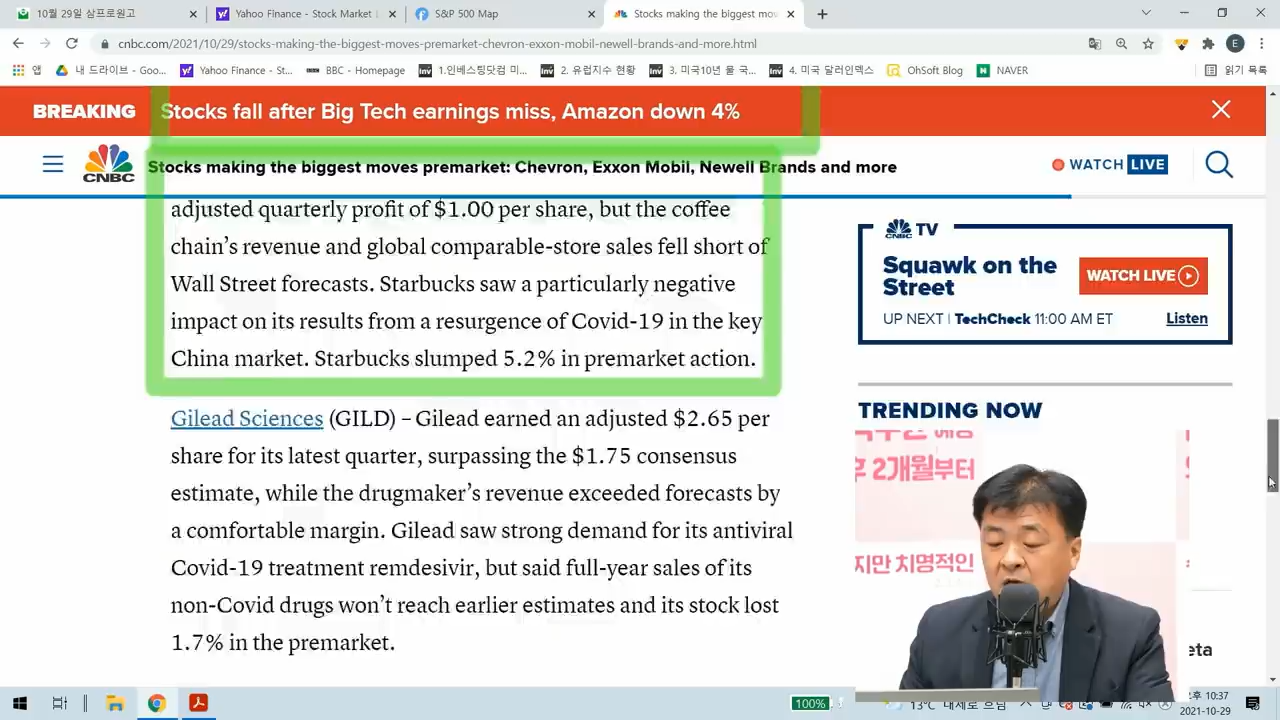 10월 29일 삼프로원고
Yahoo Finance - Stock Market L
S&P 500 Map
Stocks making the biggest mov
cnbc.com/2021/10/29/stocks-making-the-biggest-moves-premarket-chevron-exxon-mobil-newell-brands-and-more.html
E
앱
내 드라이브 - Goo...
Yahoo Finance - St...
BBC - Homepage
1.인베스팅닷컴 미...
2. 유럽지수 현황
3. 미국10년 물 국...
4. 미국 달러인덱스
OhSoft Blog
NAVER
읽기 목록
BREAKING
Stocks fall after Big Tech earnings miss, Amazon down 4%
CNBC
Stocks making the biggest moves premarket: Chevron, Exxon Mobil, Newell Brands and more
WATCH LIVE
adjusted quarterly profit of $1.00 per share, but the coffee
chain's revenue and global comparable-store sales fell short of
Wall Street forecasts. Starbucks saw a particularly negative
impact on its results from a resurgence of Covid-19 in the key
China market. Starbucks slumped 5.2% in premarket action.
Gilead Sciences (GILD) – Gilead earned an adjusted $2.65 per
share for its latest quarter, surpassing the $1.75 consensus
estimate, while the drugmaker's revenue exceeded forecasts by
a comfortable margin. Gilead saw strong demand for its antiviral
Covid-19 treatment remdesivir, but said full-year sales of its
non-Covid drugs won't reach earlier estimates and its stock lost
1.7% in the premarket.
CNBC TV
Squawk on the
Street
WATCH LIVE
UP NEXT | TechCheck 11:00 AM ET
Listen
TRENDING NOW
2개월부터
지만 치명적인
eta
100%
13°C 대체로 흐림
오후 10:37
2021-10-29